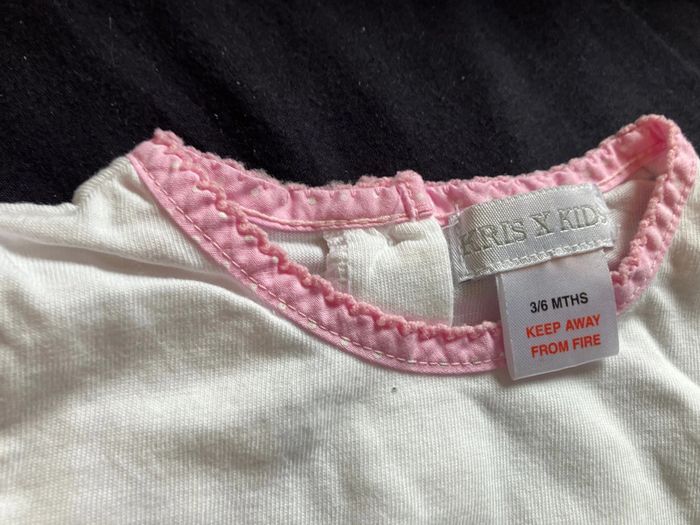 KRIS X KIDS
3/6 MTHS
KEEP AWAY
FROM FIRE